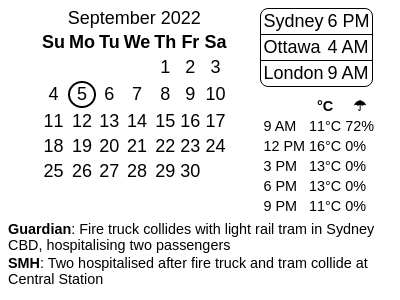 September 2022
Su Mo Tu We Th Fr Sa
1 2 3
4 5 6 7 8 9 10
11 12 13 14 15 16 17
18 19 20 21 22 23 24
25 26 27 28 29 30
Sydney 6 PM
Ottawa 4 AM
London 9 AM
°C ☂
9 AM 11°C 72%
12 PM 16°C 0%
3 PM 13°C 0%
6 PM 13°C 0%
9 PM 11°C 0%
Guardian: Fire truck collides with light rail tram in Sydney
CBD, hospitalising two passengers
SMH: Two hospitalised after fire truck and tram collide at
Central Station